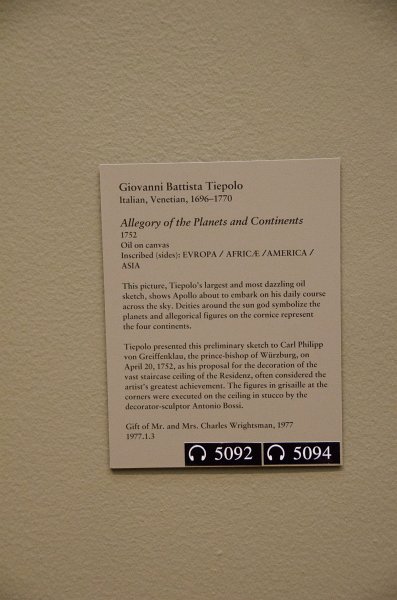 Giovanni Battista Tiepolo
Italian, Venetian, 1696–1770
Allegory of the Planets and Continents
1752
Oil on canvas
Inscribed (sides): EVROPA / AFRICÆ /AMERICA /
ASIA
This picture, Tiepolo's largest and most dazzling oil
sketch, shows Apollo about to embark on his daily course
across the sky. Deities around the sun god symbolize the
planets and allegorical figures on the cornice represent
the four continents.
Tiepolo presented this preliminary sketch to Carl Philipp
von Greiffenklau, the prince-bishop of Würzburg, on
April 20, 1752, as his proposal for the decoration of the
vast staircase ceiling of the Residenz, often considered the
artist's greatest achievement. The figures in grisaille at the
corners were executed on the ceiling in stucco by the
decorator-sculptor Antonio Bossi.
Gift of Mr. and Mrs. Charles Wrightsman, 1977
1977.1.3
5092 5094